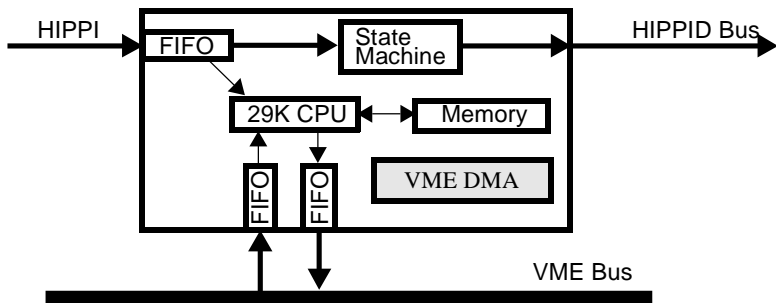 HIPPI
HIPPID Bus
FIFO
State
Machine
29K CPU
Memory
FIFO
FIFO
VME DMA
VME Bus